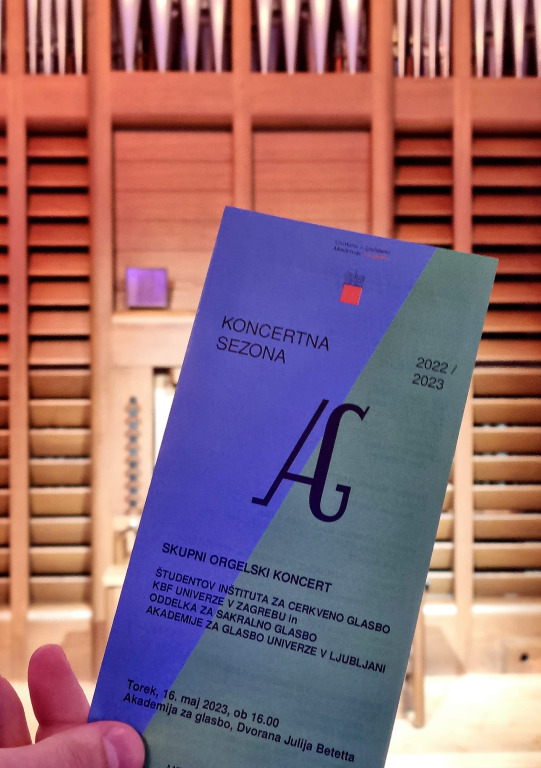 KONCERTNA
SEZONA
2022 /
2023
AG
SKUPNI ORGELSKI KONCERT
ŠTUDENTOV INŠTITUTA ZA CERKVENO GLASBO
KBF UNIVERZE V ZAGREBU in
ODDELKA ZA SAKRALNO GLASBO
AKADEMIJE ZA GLASBO UNIVERZE V LJUBLJANI
Torek, 16. maj 2023, ob 16.00
Akademija za glasbo, Dvorana Julija Betetta